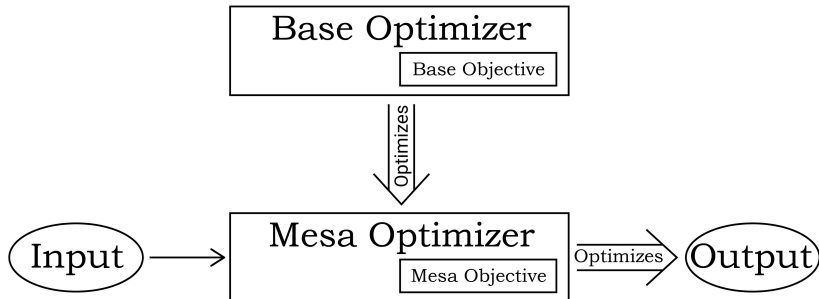 Base Optimizer
Base Objective
Optimizes
Mesa Optimizer
Input
Optimizes
Output
Mesa Objective